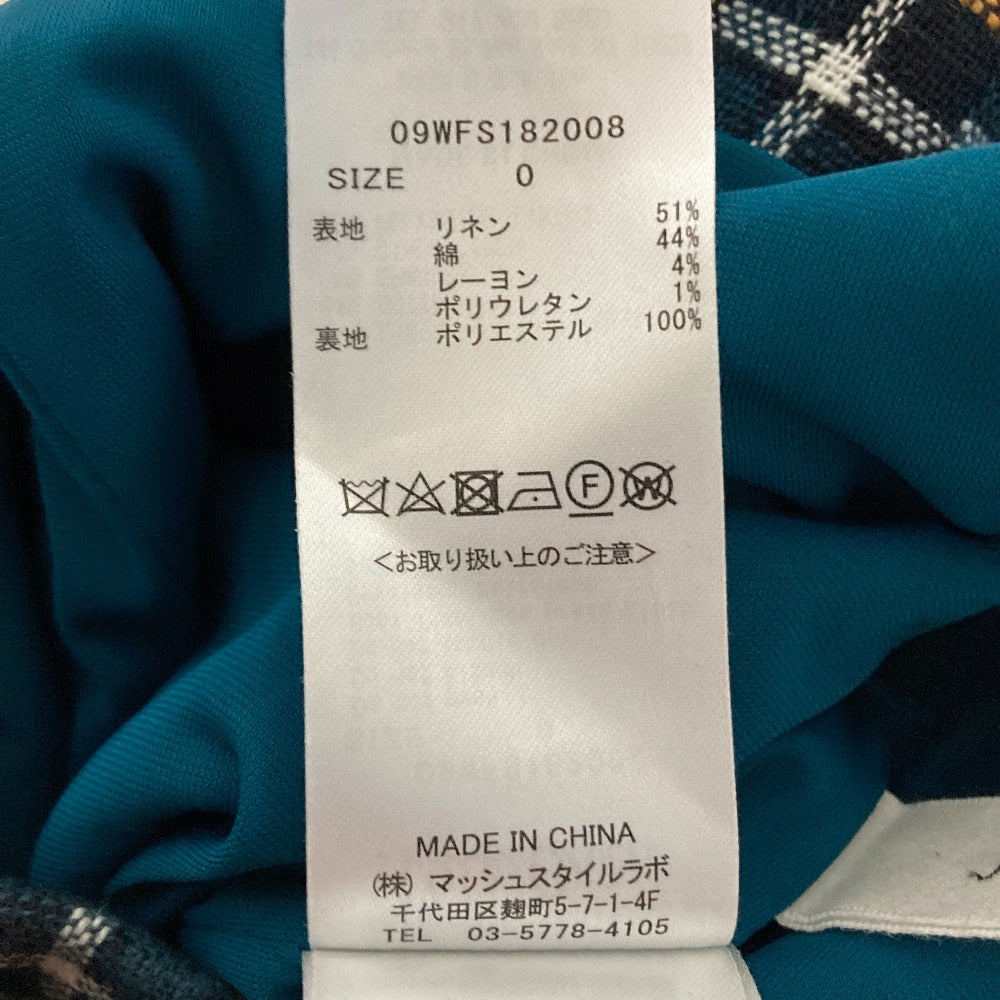 09WFS182008
SIZE 0
表地 リネン 51%
綿 44%
レーヨン 4%
ポリウレタン 1%
裏地 ポリエステル 100%
F W
＜お取り扱い上のご注意＞
MADE IN CHINA
(株) マッシュスタイルラボ
千代田区麹町5-7-1-4F
TEL 03-5778-4105